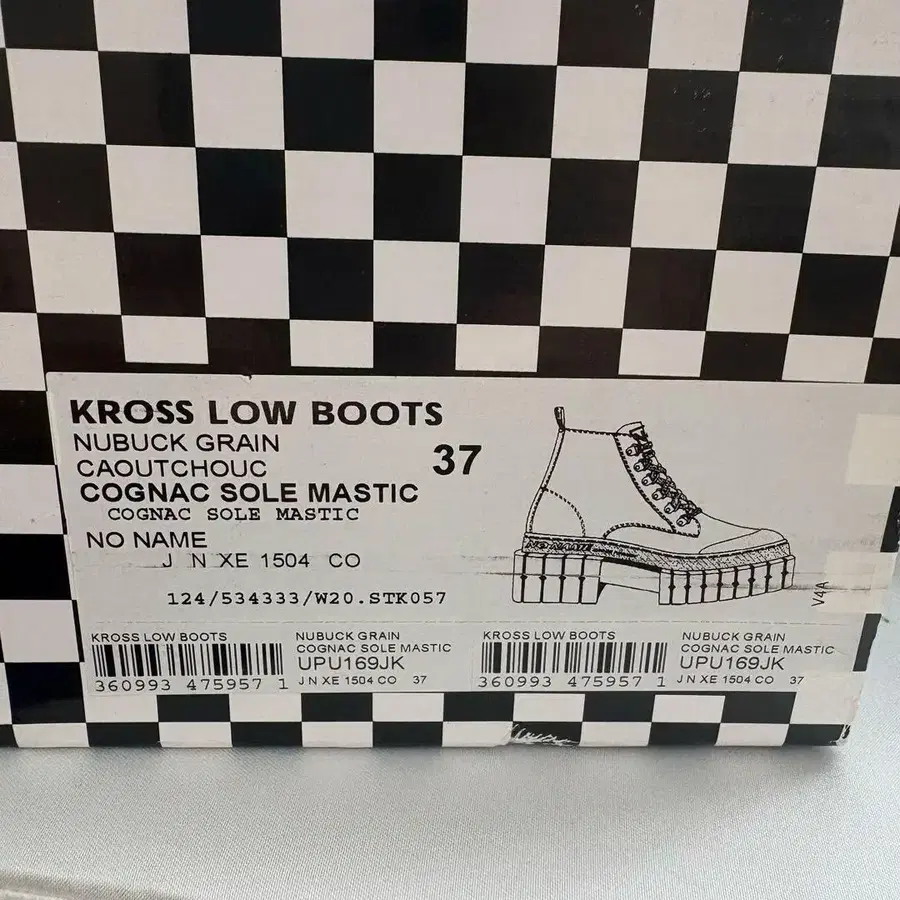 KROSS LOW BOOTS
NUBUCK GRAIN
CAOUTCHOUC
37
COGNAC SOLE MASTIC
COGNAC SOLE MASTIC
NO NAME
J N XE 1504 CO
124/534333/W20.STK057
V4A
KROSS LOW BOOTS
360993 475957 1
NUBUCK GRAIN
COGNAC SOLE MASTIC
UPU169JK
J N XE 1504 CO 37
KROSS LOW BOOTS
360993 475957 1
NUBUCK GRAIN
COGNAC SOLE MASTIC
UPU169JK
J N XE 1504 CO 37